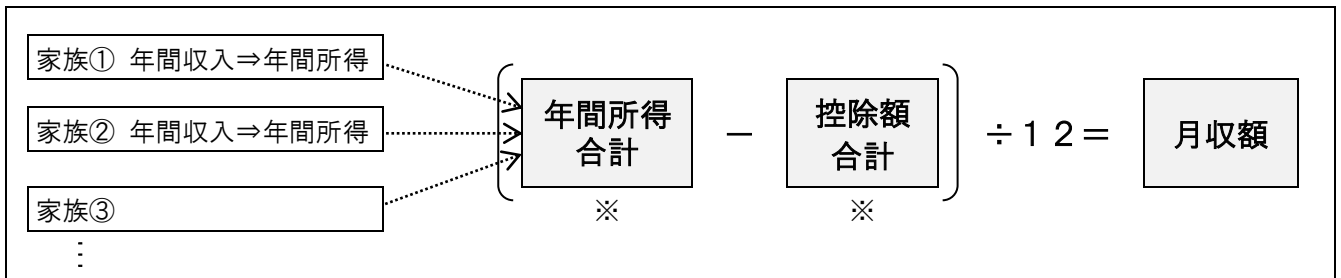 家族① 年間収入⇒年間所得
家族② 年間収入⇒年間所得
家族③
⋮
年間所得
合計
※
－
控除額
合計
※
÷１２＝
月収額